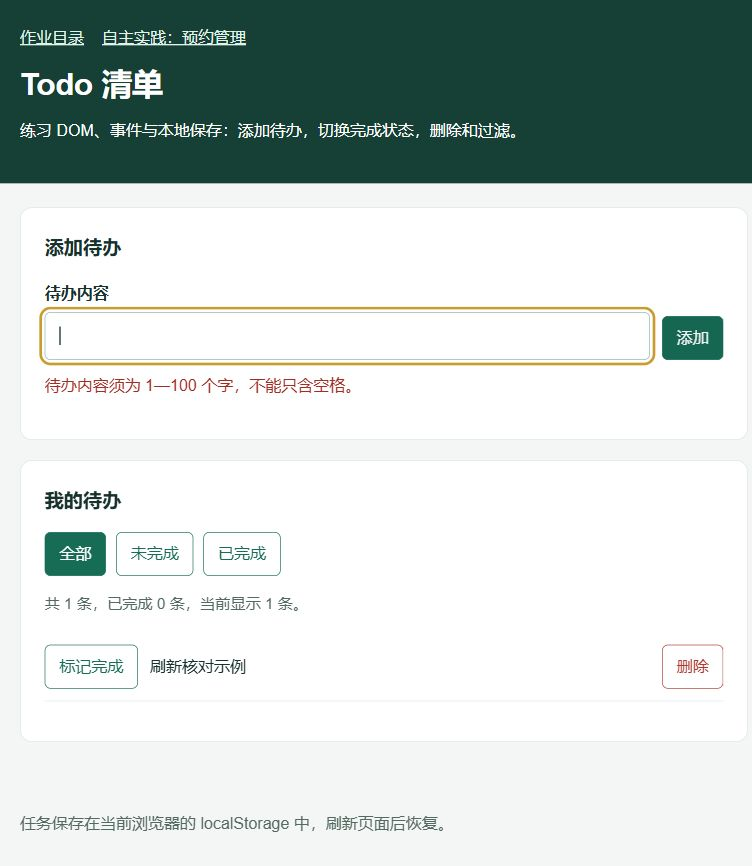 作业目录 自主实践：预约管理
Todo 清单
练习 DOM、事件与本地保存：添加待办，切换完成状态，删除和过滤。
添加待办
待办内容
添加
待办内容须为 1—100 个字，不能只含空格。
我的待办
全部 未完成 已完成
共 1 条，已完成 0 条，当前显示 1 条。
标记完成 刷新核对示例 删除
任务保存在当前浏览器的 localStorage 中，刷新页面后恢复。